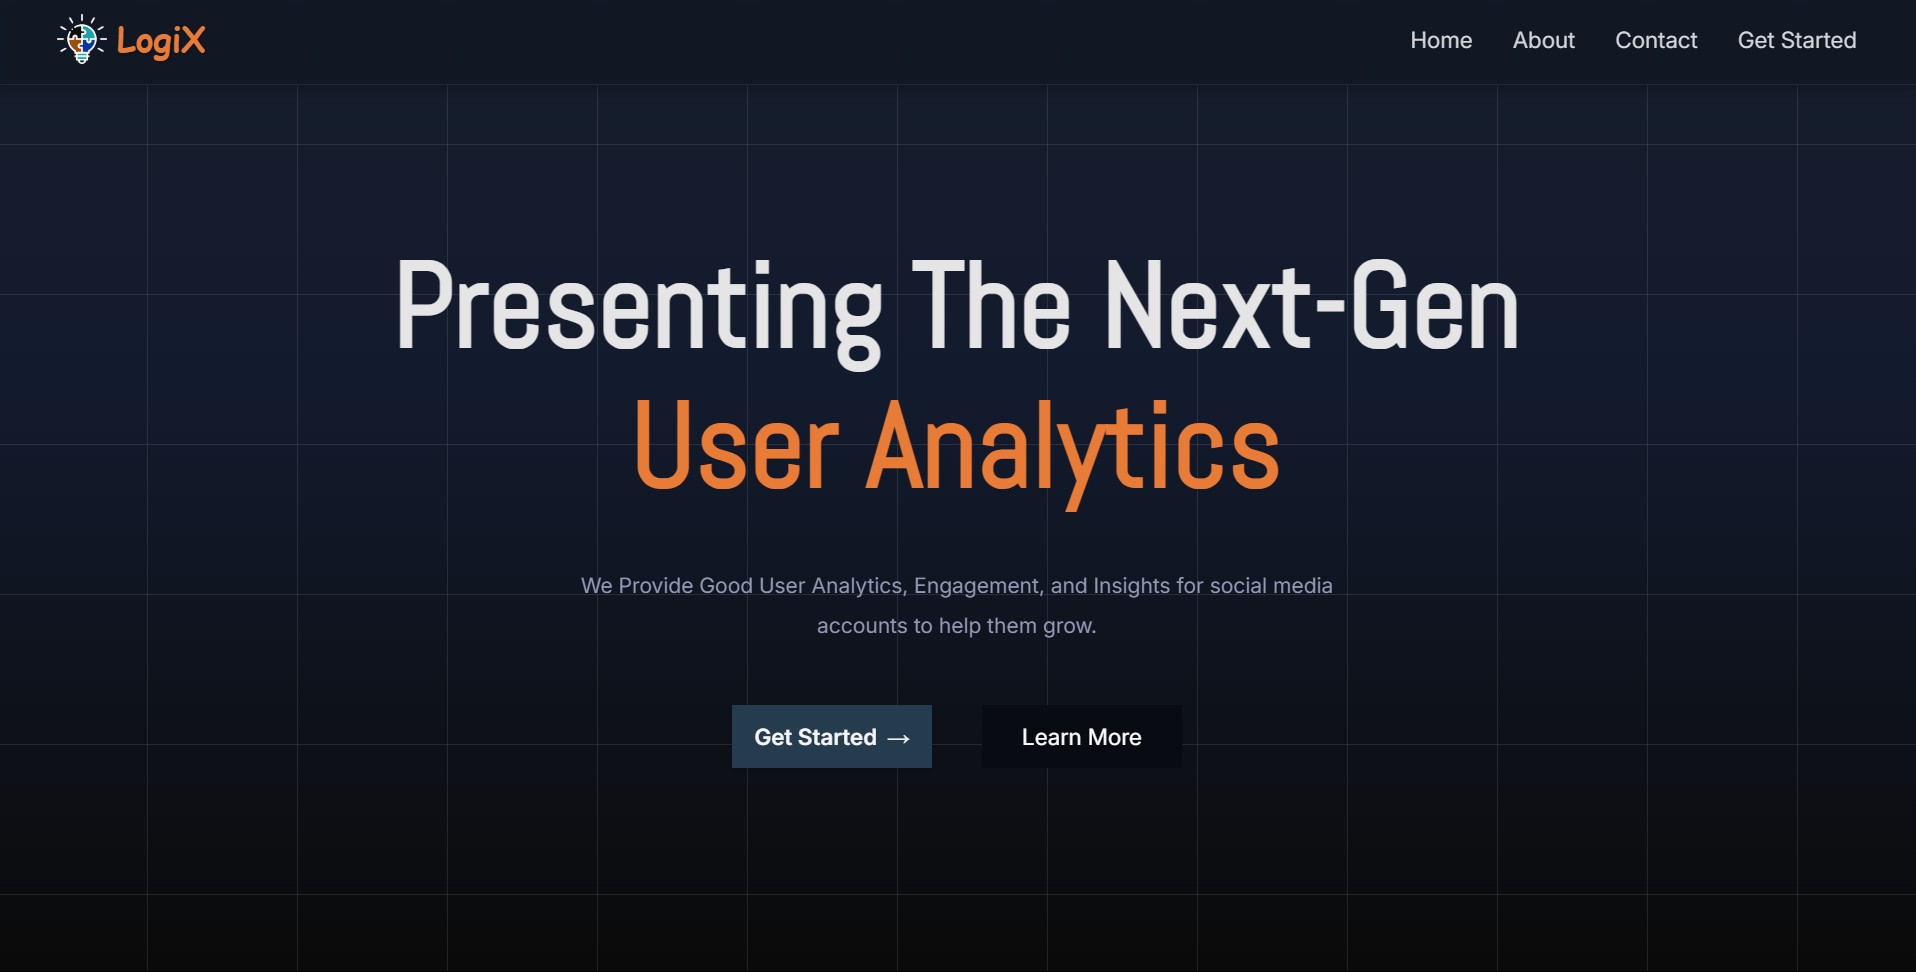 LogiX
Home About Contact Get Started
Presenting The Next-Gen
User Analytics
We Provide Good User Analytics, Engagement, and Insights for social media
accounts to help them grow.
Get Started → Learn More